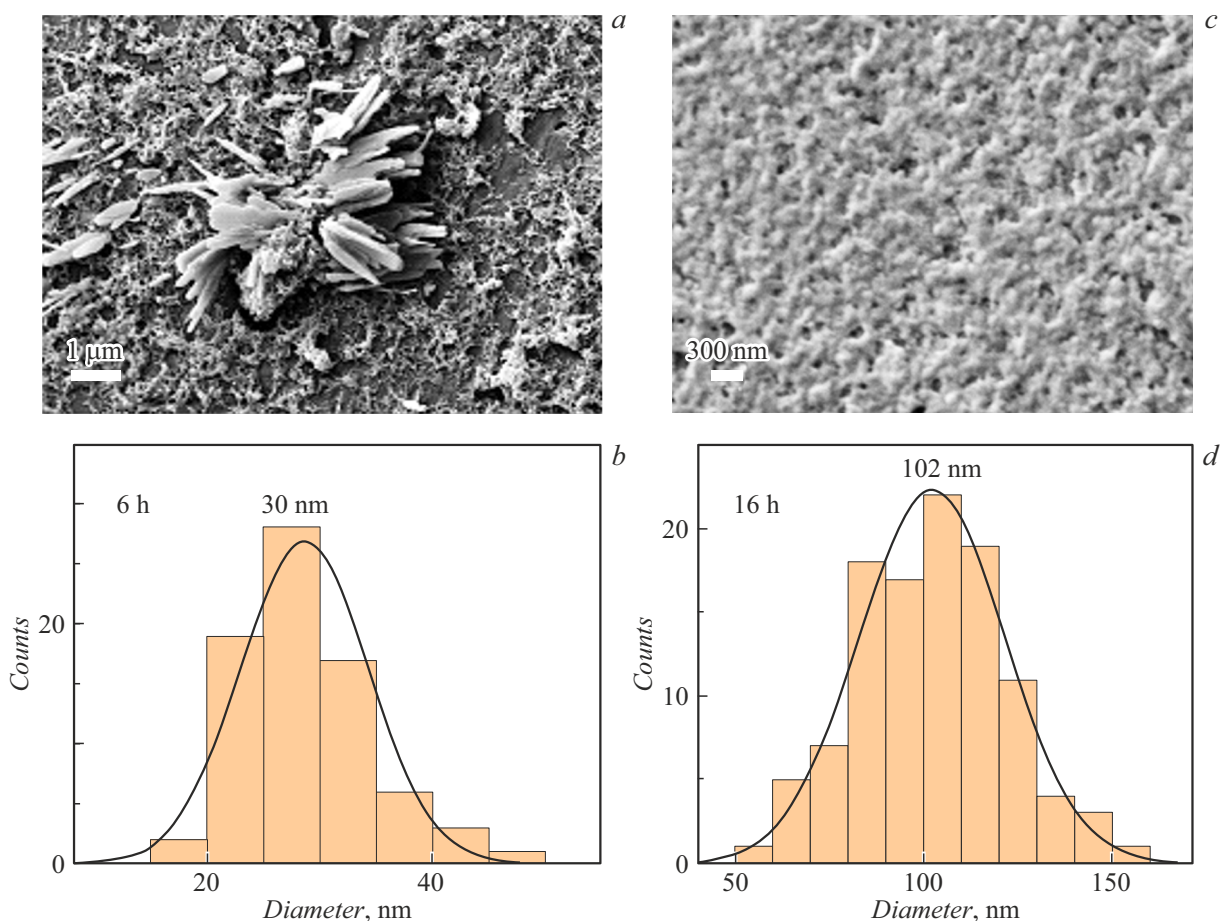 a
1 μm
c
300 nm
b
6 h
30 nm
20
0
Counts
20
40
Diameter, nm
d
16 h
102 nm
20
10
0
Counts
50
100
150
Diameter, nm